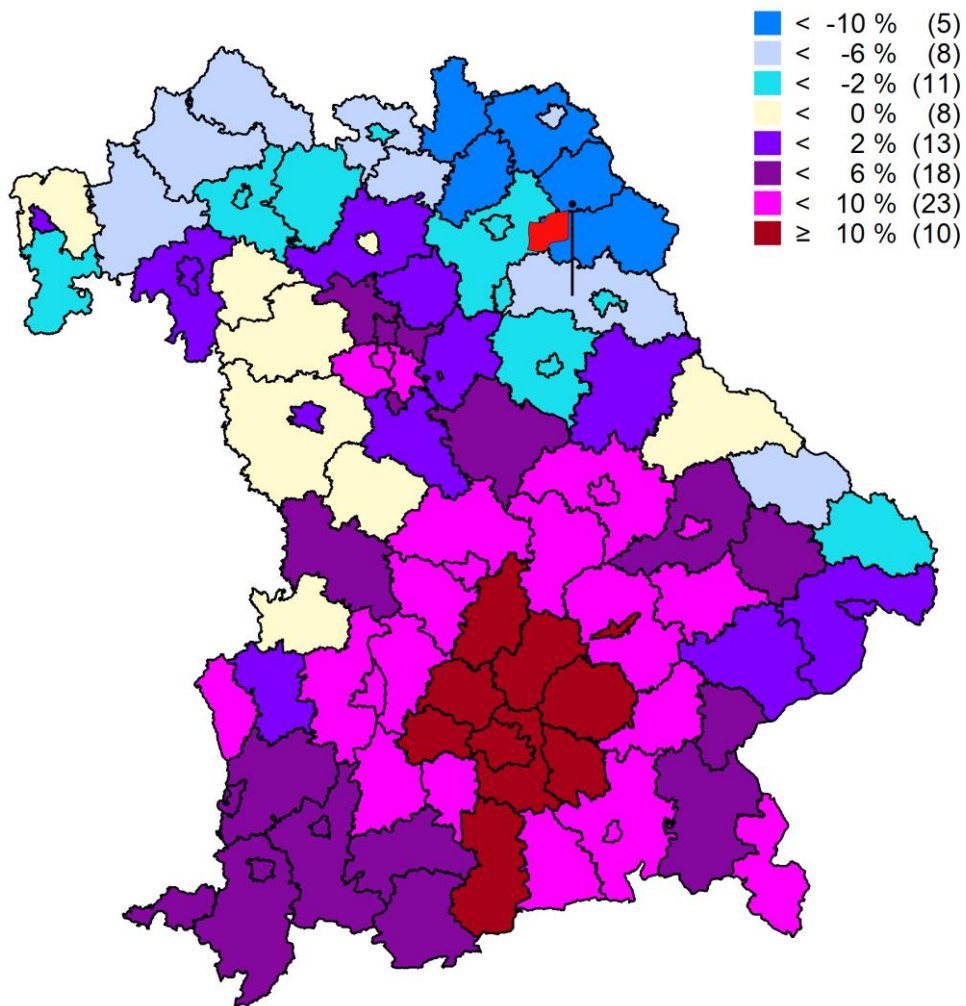 < -10 % (5)
< -6 % (8)
< -2 % (11)
< 0 % (8)
< 2 % (13)
< 6 % (18)
< 10 % (23)
≥ 10 % (10)